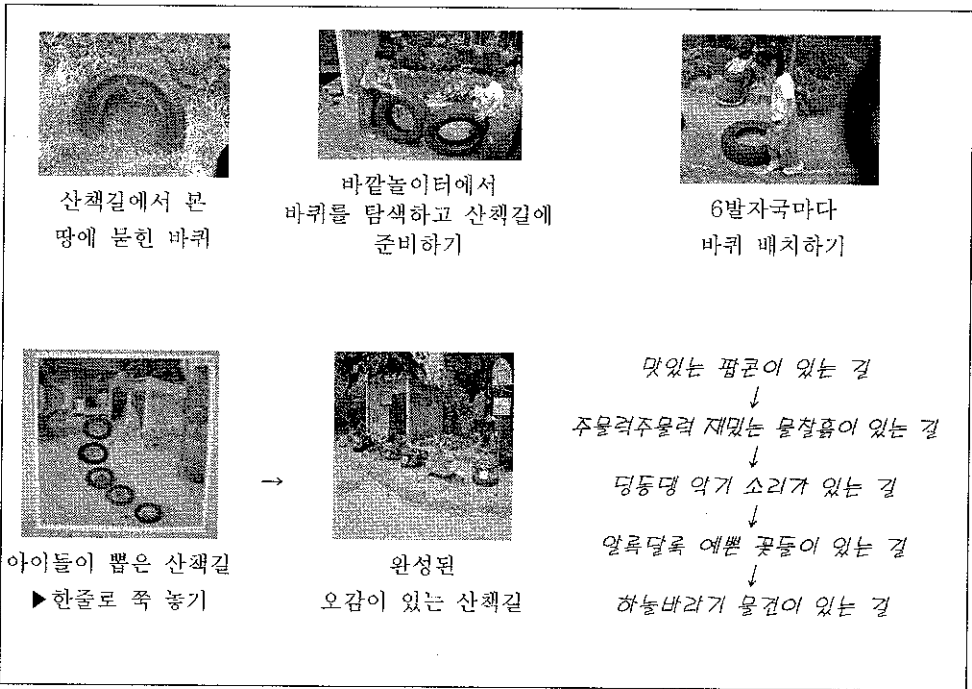 산책길에서 본
땅에 묻힌 바퀴
바깥놀이터에서
바퀴를 탐색하고 산책길에
준비하기
6발자국마다
바퀴 배치하기
아이들이 뽑은 산책길
▶한줄로 쭉 놓기
→
완성된
오감이 있는 산책길
맛있는 팝콘이 있는 길
↓
주물럭주물럭 재밌는 물찰흙이 있는 길
↓
딩동댕 악기 소리가 있는 길
↓
알록달록 예쁜 꽃들이 있는 길
↓
하늘바라기 물건이 있는 길